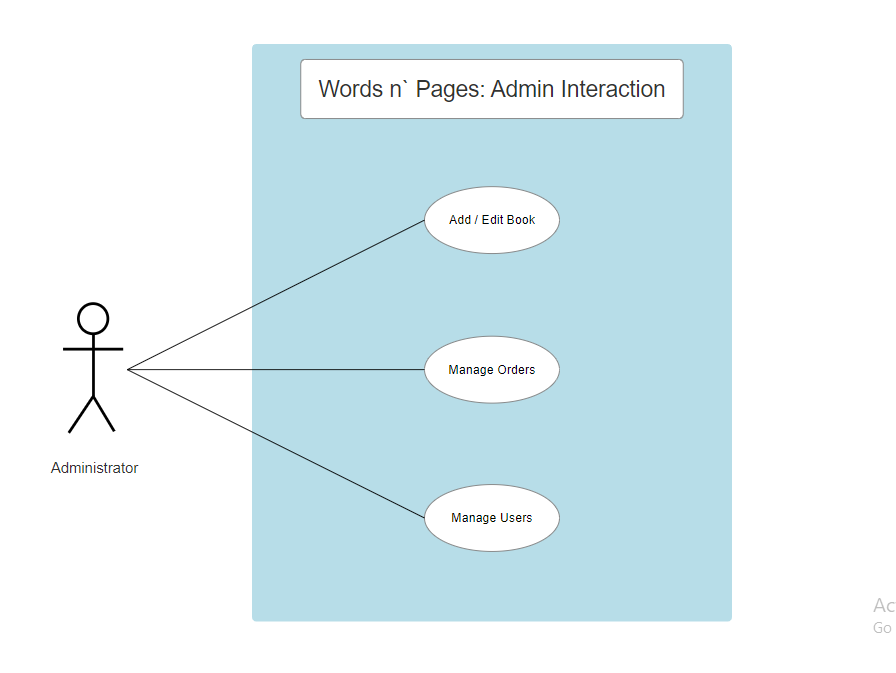 Words n` Pages: Admin Interaction
Add / Edit Book
Manage Orders
Administrator
Manage Users
Ac
Go